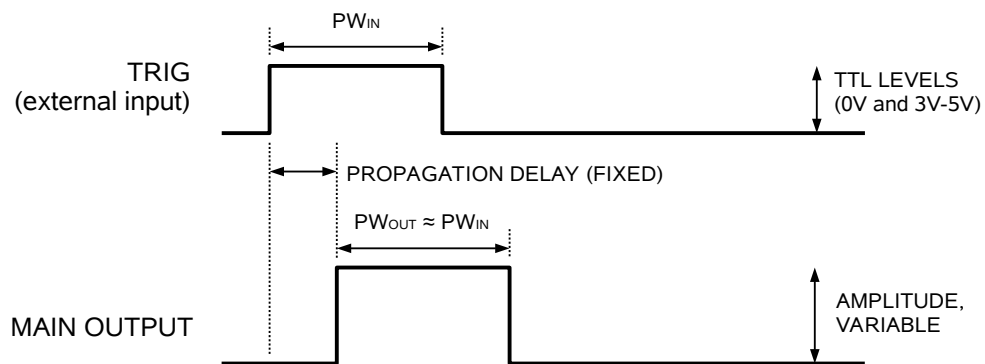 PWIN
TRIG
(external input)
TTL LEVELS
(0V and 3V-5V)
PROPAGATION DELAY (FIXED)
PWOUT ≈ PWIN
MAIN OUTPUT
AMPLITUDE,
VARIABLE